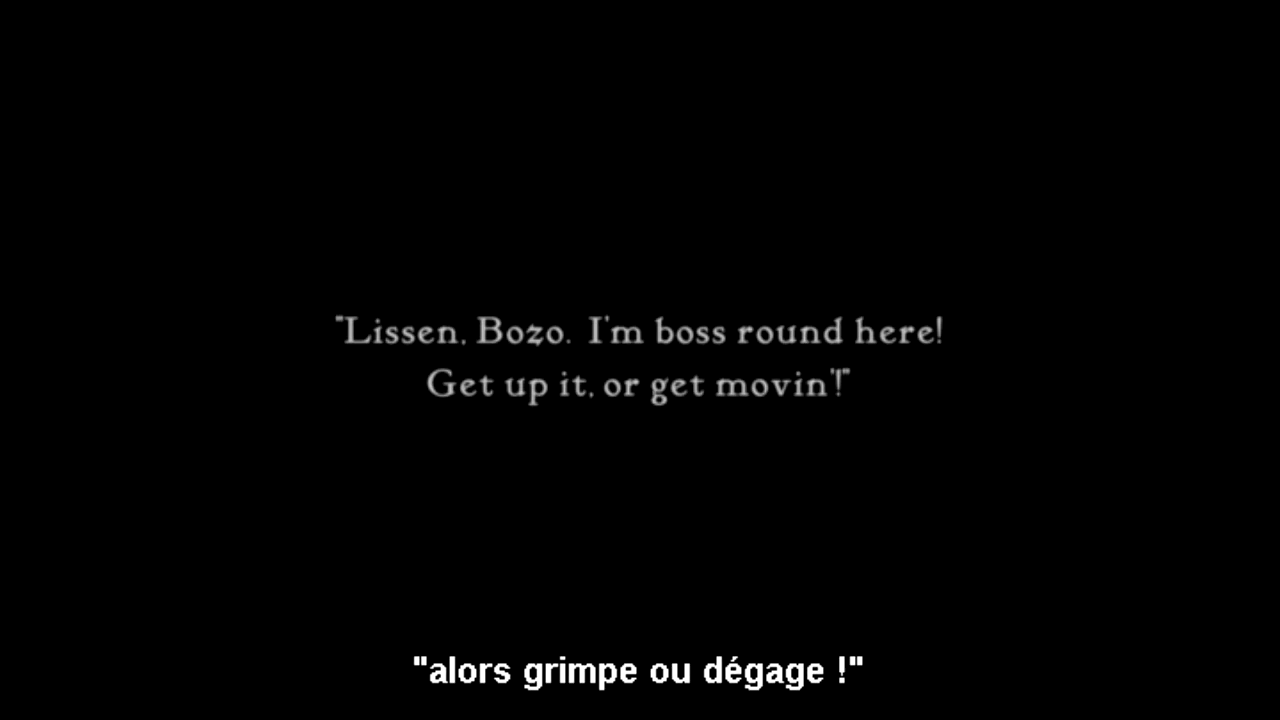 "Lissen, Bozo. I'm boss round here!
Get up it, or get movin'!"
"alors grimpe ou dégage !"